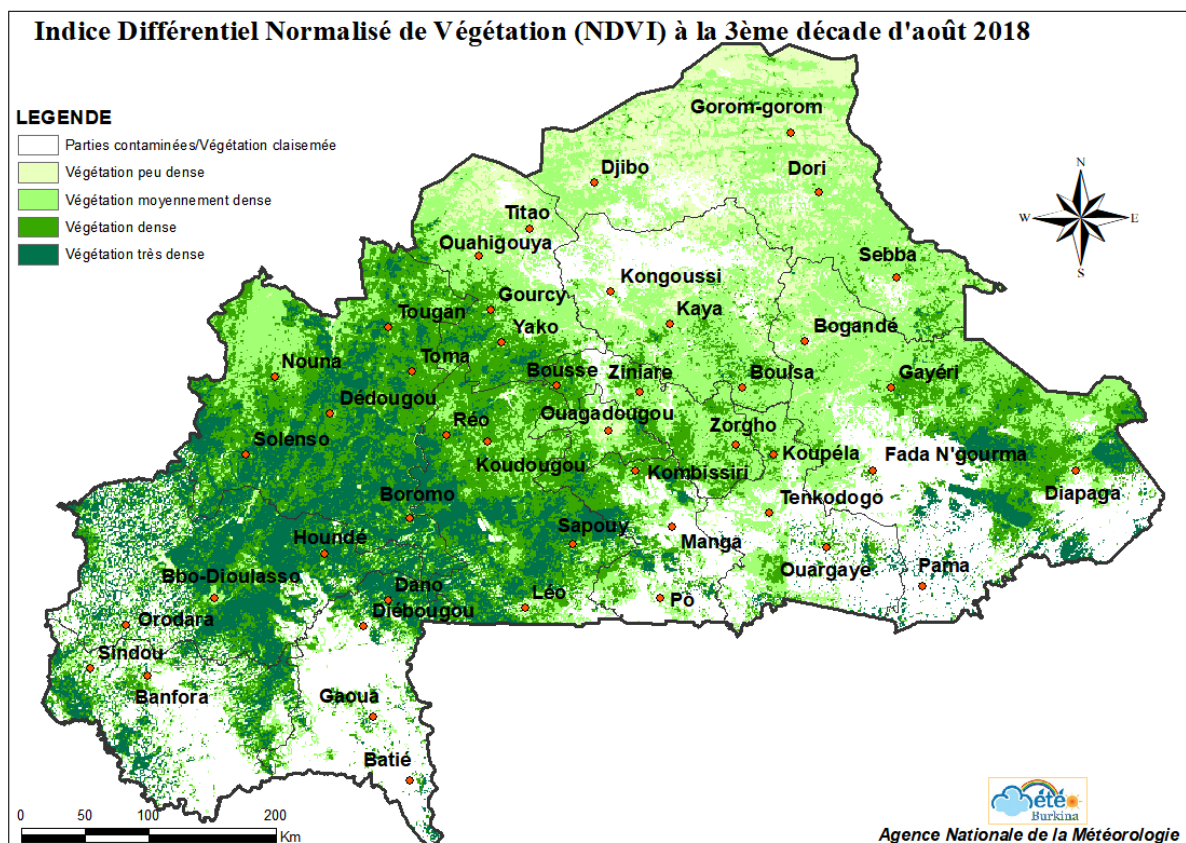 Indice Différentiel Normalisé de Végétation (NDVI) à la 3ème décade d'août 2018
LEGENDE
Parties contaminées/Végétation claisemée
Végétation peu dense
Végétation moyennement dense
Végétation dense
Végétation très dense
N
W
E
S
Gorom-gorom
Djibo
Dori
Titao
Ouahigouya
Sebba
Kongoussi
Gourcy
Kaya
Tougan
Yako
Bogandé
Toma
Nouna
Bousse
Ziniare
Boulsa
Gayéri
Dédougou
Réo
Ouagadougou
Zorgho
Solenso
Koudougou
Kombissiri
Koupéla
Fada N'gourma
Diapaga
Boromo
Tenkodogo
Sapouy
Houndé
Manga
Ouargaye
Bbo-Dioulasso
Dano
Pama
Diébougou
Léo
Pô
Orodara
Sindou
Banfora
Gaoua
Batié
0 50 100 200
Km
été
Burkina
Agence Nationale de la Météorologie